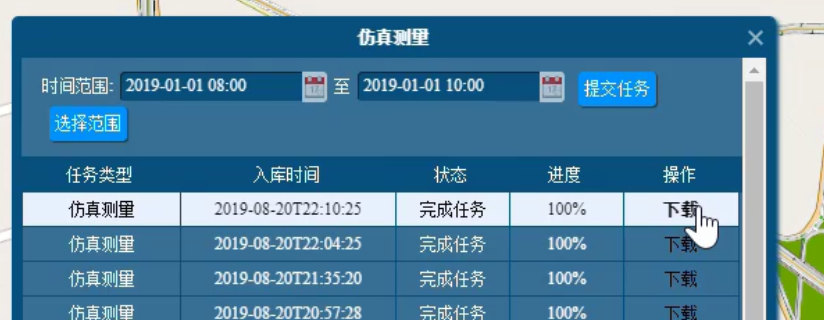 仿真测量
时间范围: 2019-01-01 08:00 至 2019-01-01 10:00 提交任务
选择范围
任务类型 入库时间 状态 进度 操作
仿真测量 2019-08-20T22:10:25 完成任务 100% 下载
仿真测量 2019-08-20T22:04:25 完成任务 100% 下载
仿真测量 2019-08-20T21:35:20 完成任务 100% 下载
仿真测量 2019-08-20T20:57:28 完成任务 100% 下载